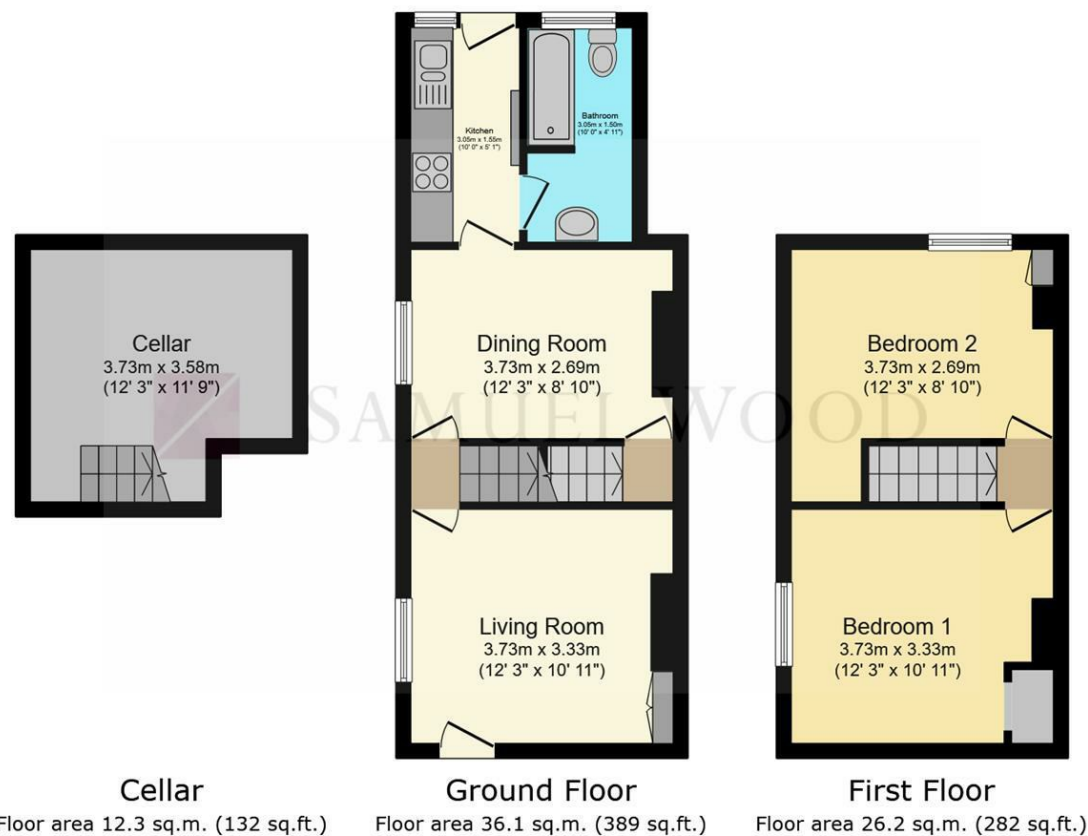 Kitchen
3.05m x 1.55m
(10' 0" x 5' 1")
Bathroom
3.05m x 1.50m
(10' 0" x 4' 11")
Cellar
3.73m x 3.58m
(12' 3" x 11' 9")
Dining Room
3.73m x 2.69m
(12' 3" x 8' 10")
Bedroom 2
3.73m x 2.69m
(12' 3" x 8' 10")
SAMUEL WOOD
Living Room
3.73m x 3.33m
(12' 3" x 10' 11")
Bedroom 1
3.73m x 3.33m
(12' 3" x 10' 11")
Cellar
Floor area 12.3 sq.m. (132 sq.ft.)
Ground Floor
Floor area 36.1 sq.m. (389 sq.ft.)
First Floor
Floor area 26.2 sq.m. (282 sq.ft.)